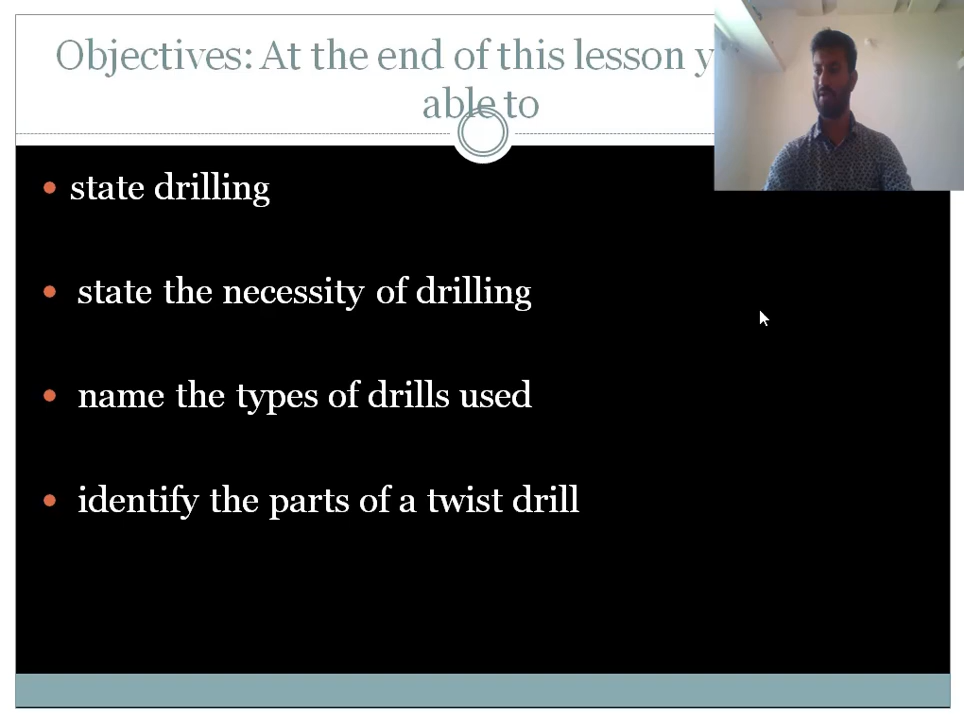 Objectives: At the end of this lesson y
able to
state drilling
state the necessity of drilling
name the types of drills used
identify the parts of a twist drill